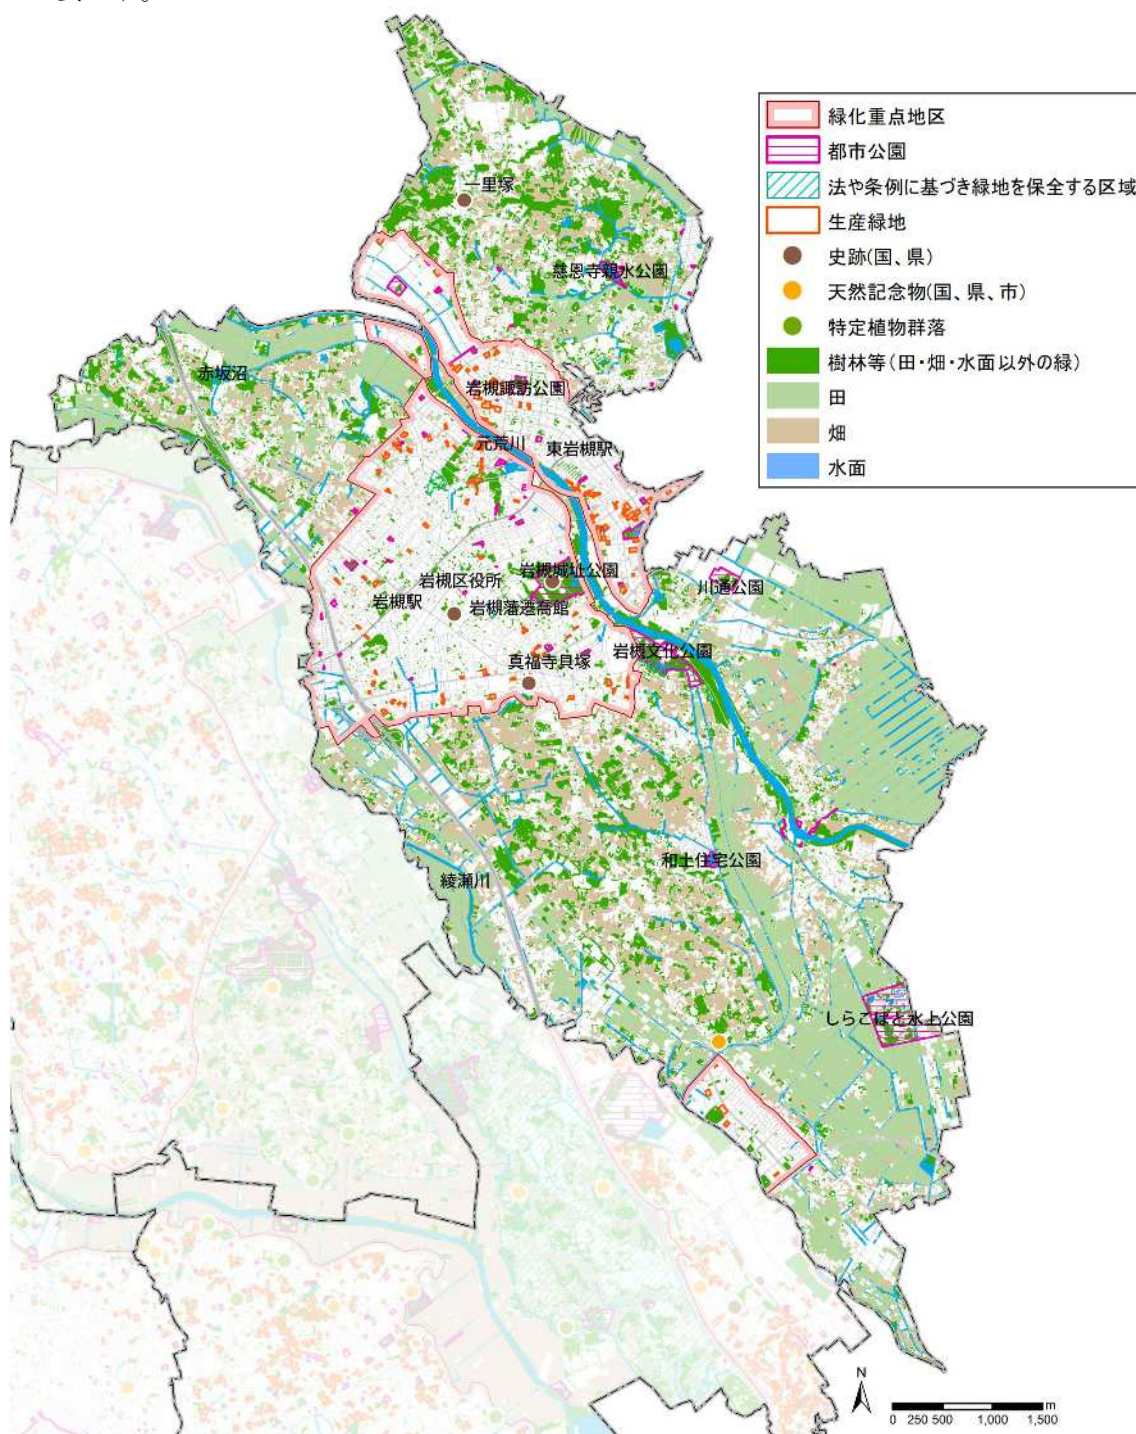 緑化重点地区
都市公園
法や条例に基づき緑地を保全する区域
生産緑地
史跡(国、県)
天然記念物(国、県、市)
特定植物群落
樹林等(田・畑・水面以外の緑)
田
畑
水面
一里塚
慈恩寺親水公園
赤坂沼
岩槻諏訪公園
元荒川
東岩槻駅
岩槻城址公園
岩槻区役所
川通公園
岩槻駅
岩槻藩遷喬館
岩槻文化公園
真福寺貝塚
和土住宅公園
綾瀬川
しらこばと水上公園
N
m
0 250 500 1,000 1,500